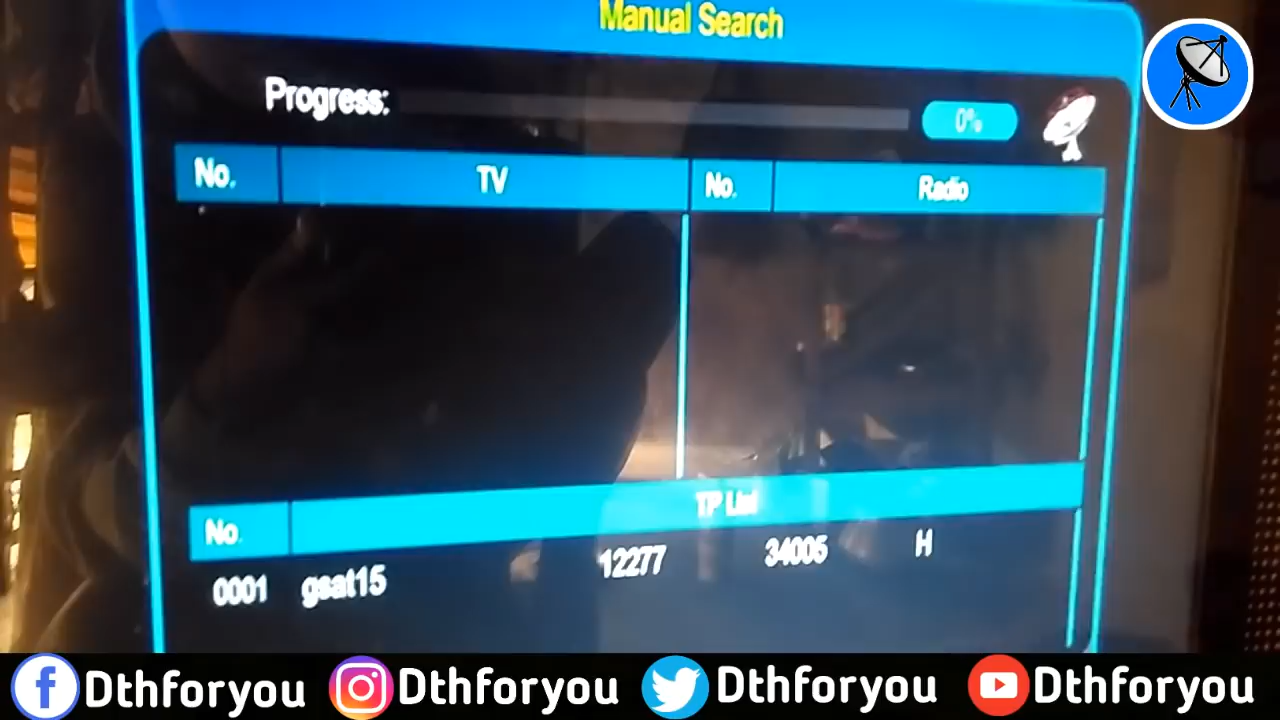 Manual Search
Progress: 0%
No. TV No. Radio
No. TP List
0001 gsat15 12277 34005 H
Dthforyou Dthforyou Dthforyou Dthforyou